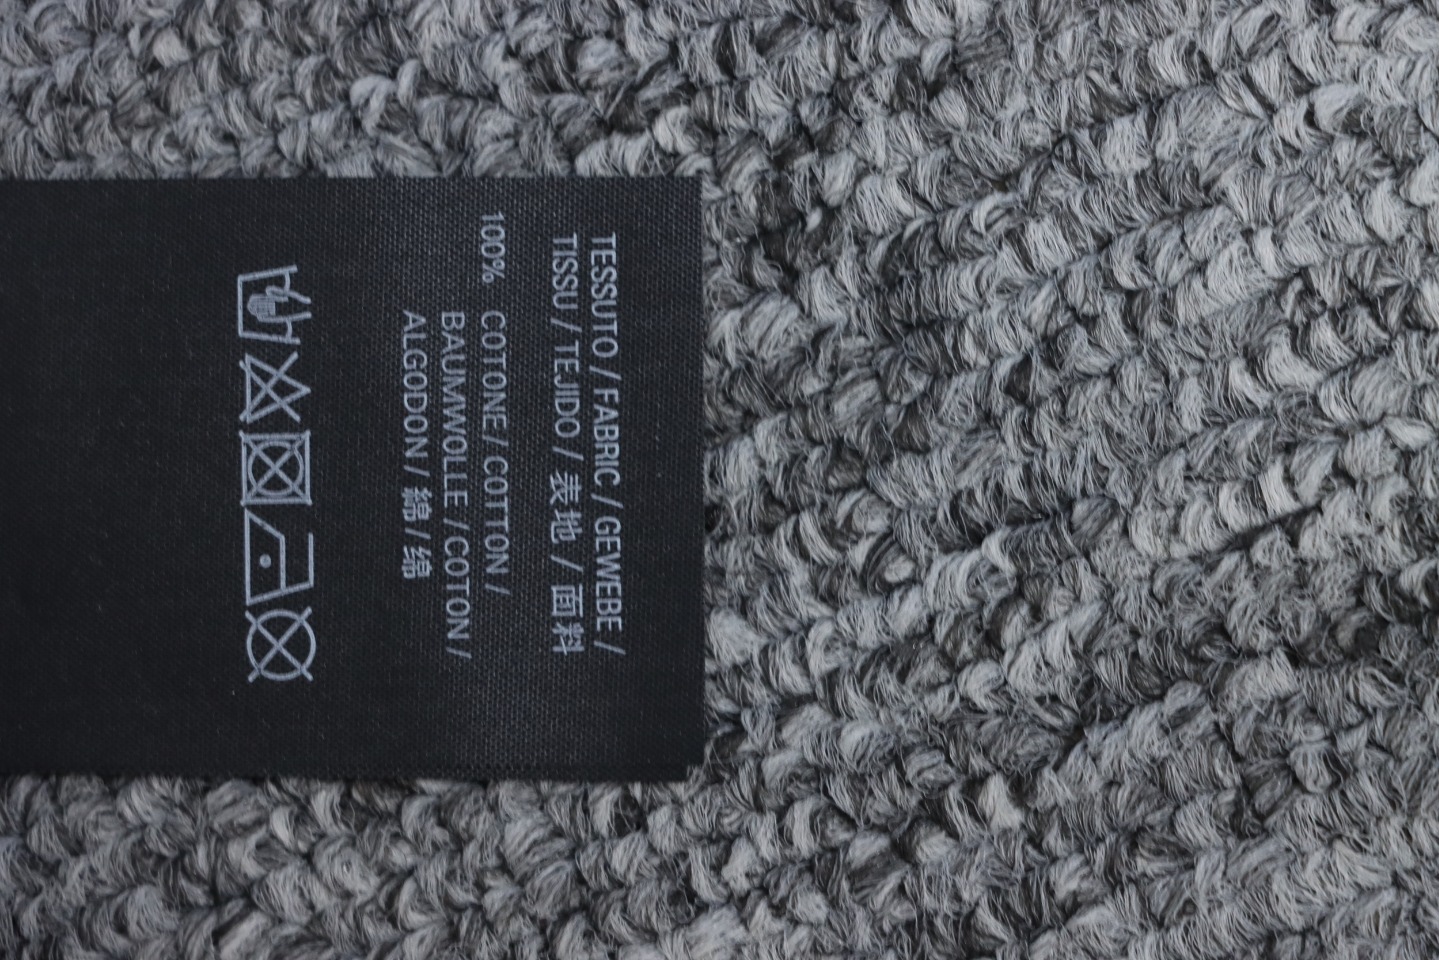 TESSUTO / FABRIC / GEWEBE /
TISSU / TEJIDO / 表地 / 面料
100% COTONE / COTTON /
BAUMWOLLE / COTON /
ALGODON / 綿 / 绵